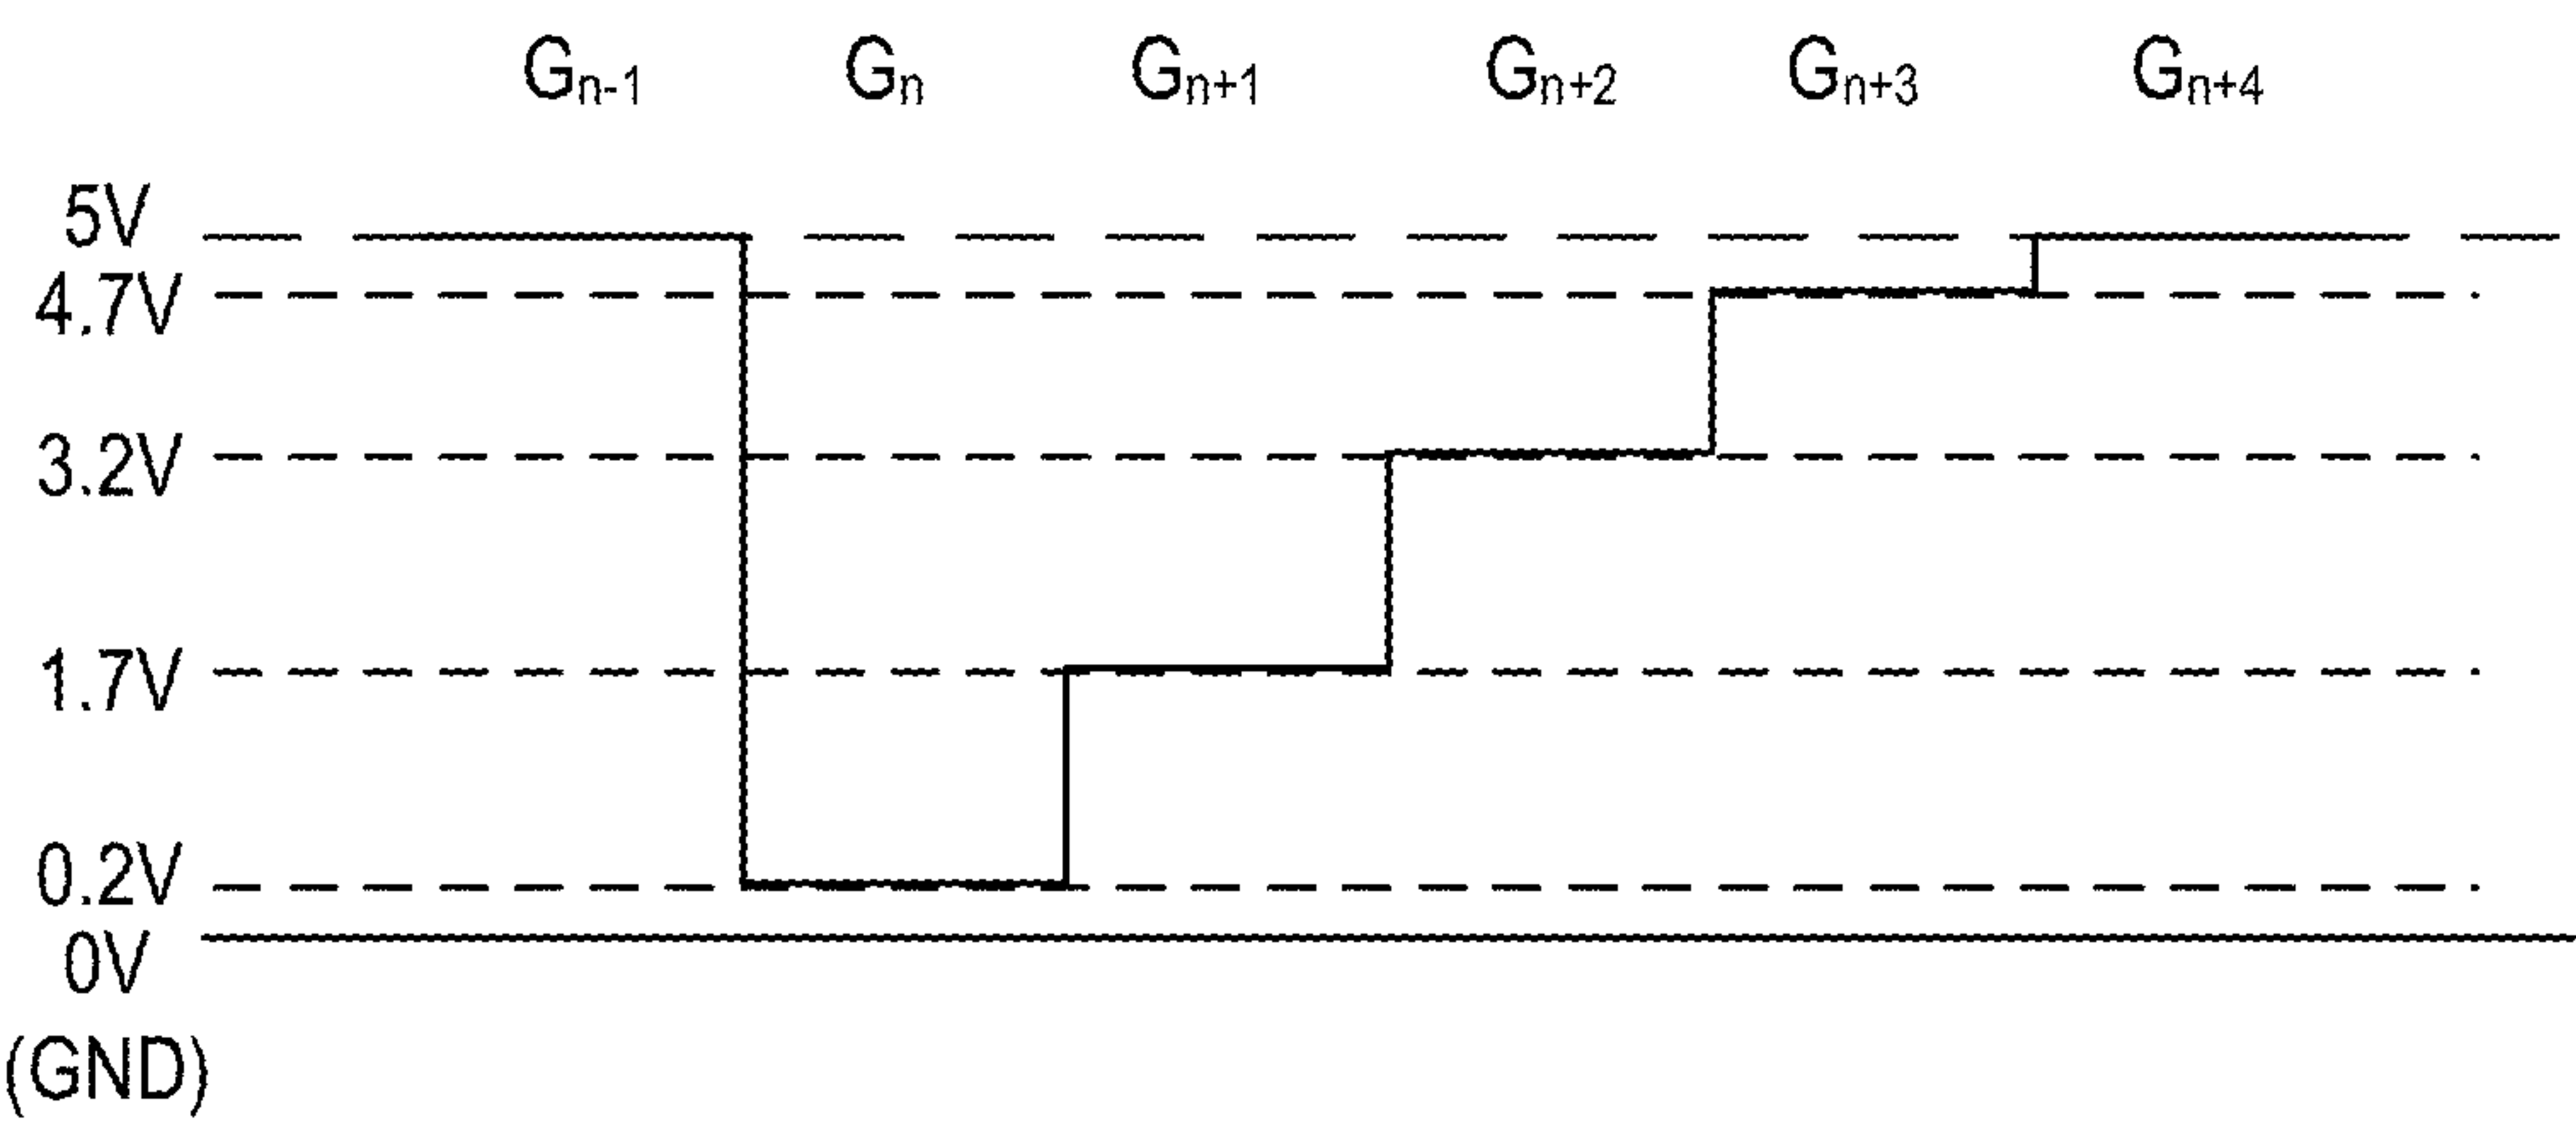 Gn-1 Gn Gn+1 Gn+2 Gn+3 Gn+4
5V
4.7V
3.2V
1.7V
0.2V
0V
(GND)